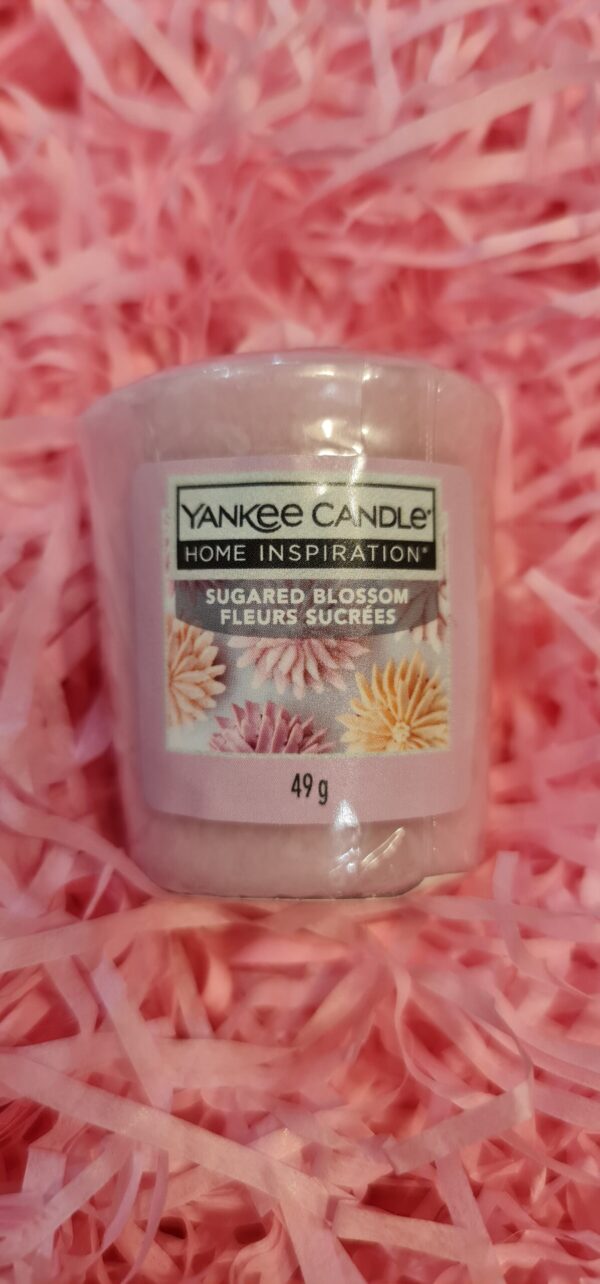 YANKEE CANDLE®
HOME INSPIRATION®
SUGARED BLOSSOM
FLEURS SUCRÉES
49 g